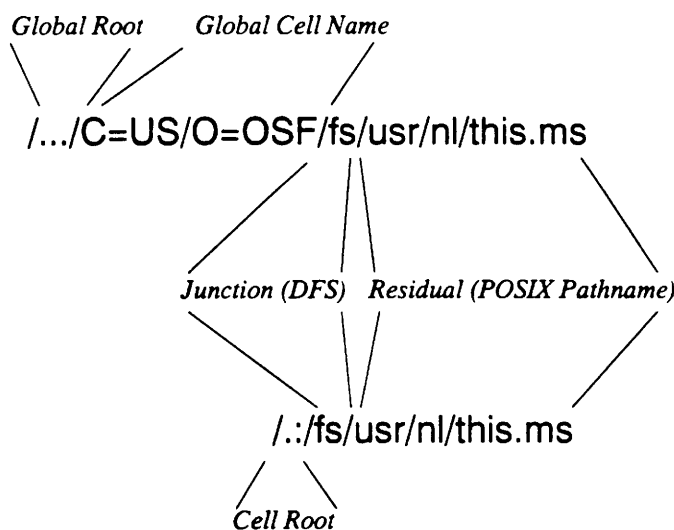 Global Root Global Cell Name
/.../C=US/O=OSF/fs/usr/nl/this.ms
Junction (DFS) Residual (POSIX Pathname)
/.:/fs/usr/nl/this.ms
Cell Root